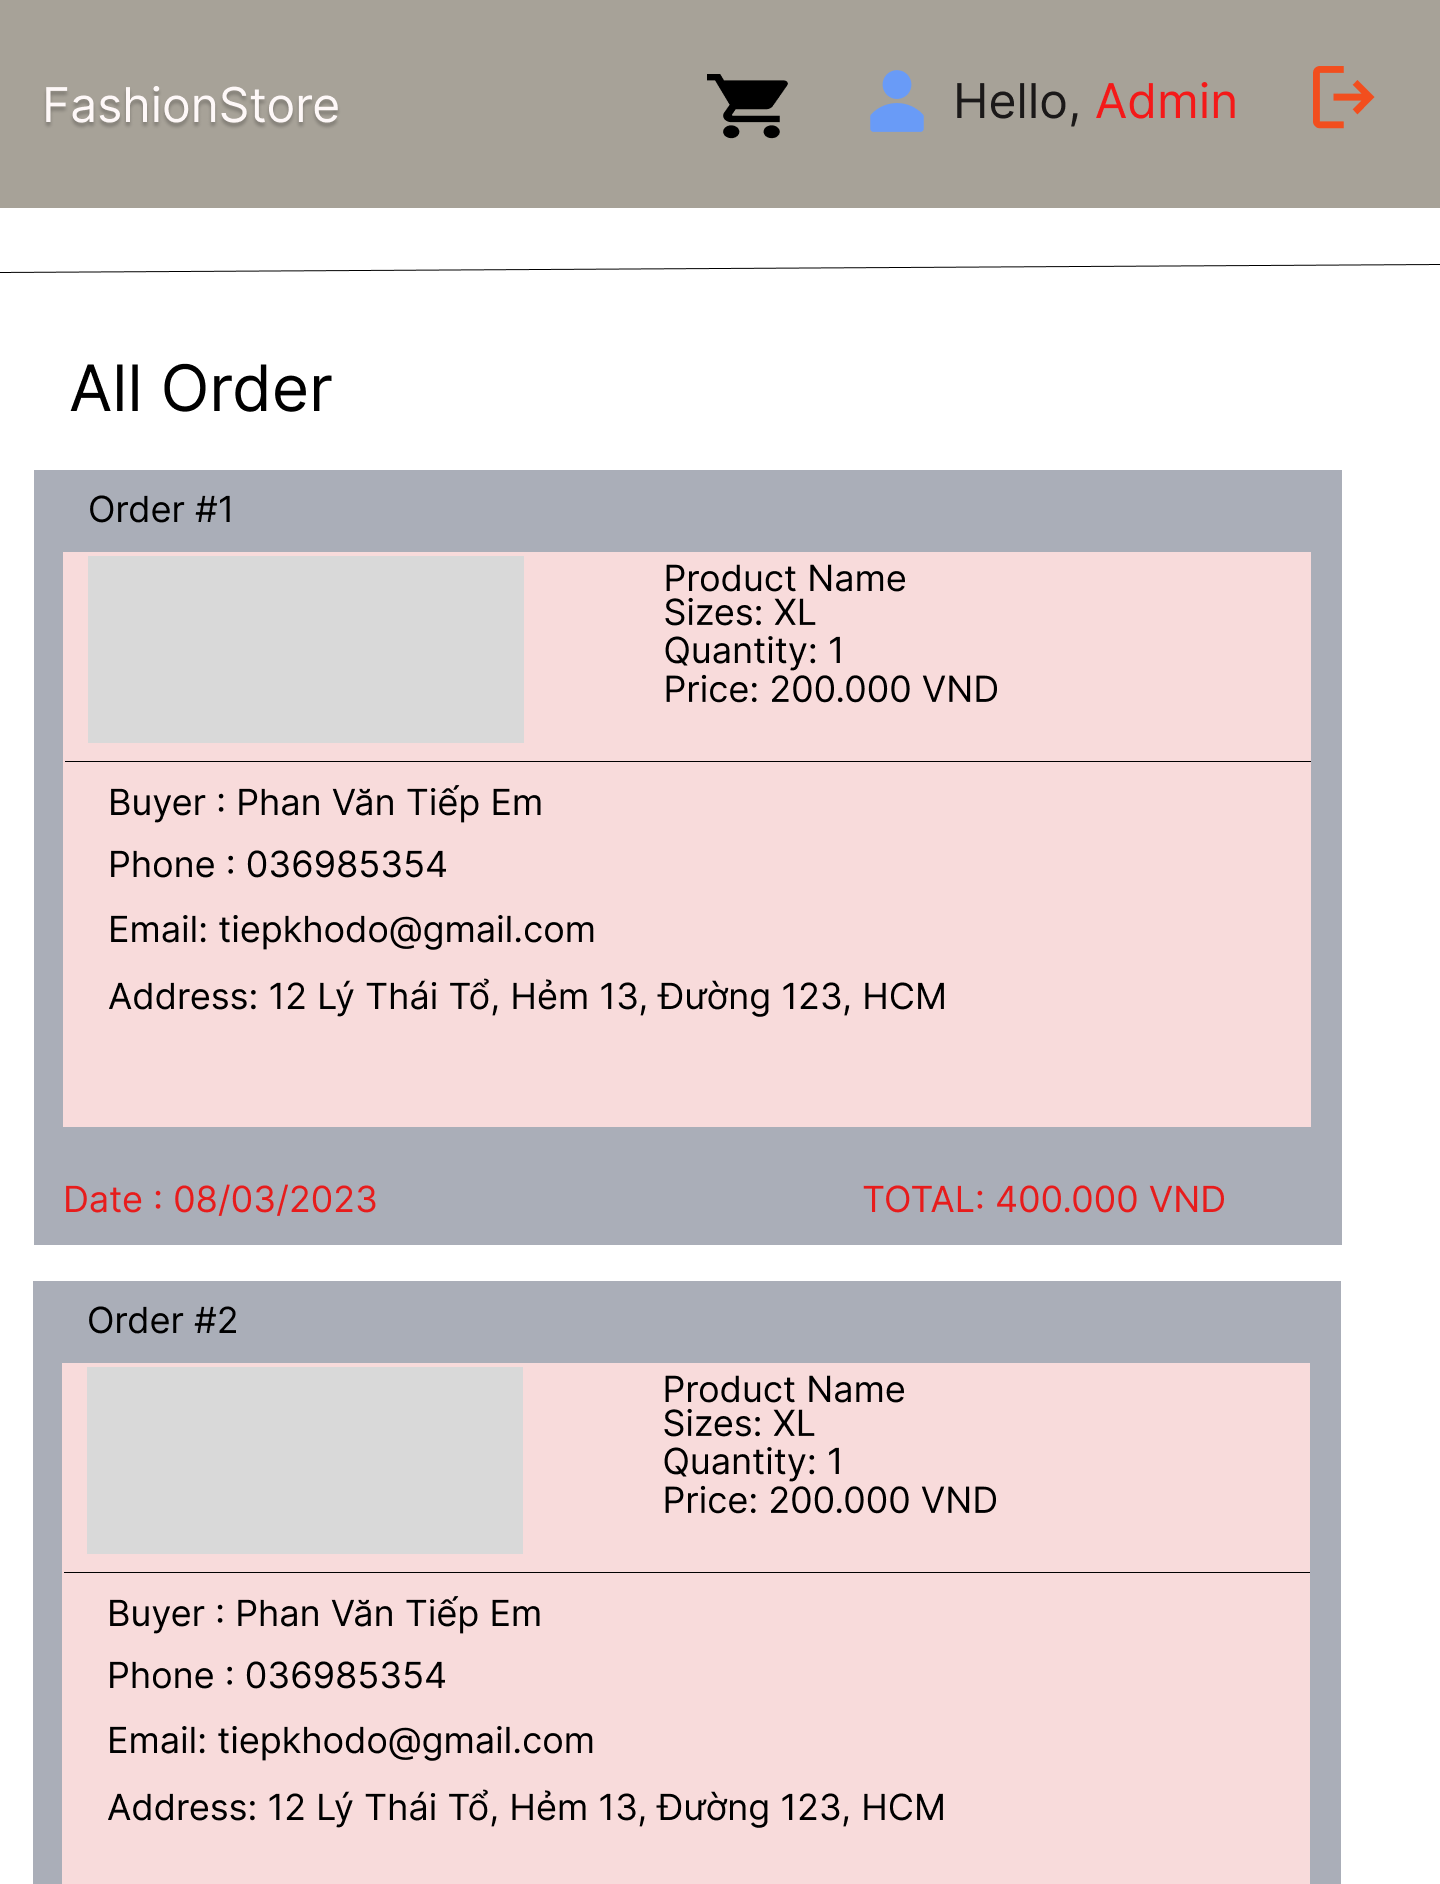 FashionStore
Hello, Admin
All Order
Order #1
Product Name
Sizes: XL
Quantity: 1
Price: 200.000 VND
Buyer : Phan Văn Tiếp Em
Phone : 036985354
Email: tiepkhodo@gmail.com
Address: 12 Lý Thái Tổ, Hẻm 13, Đường 123, HCM
Date : 08/03/2023
TOTAL: 400.000 VND
Order #2
Product Name
Sizes: XL
Quantity: 1
Price: 200.000 VND
Buyer : Phan Văn Tiếp Em
Phone : 036985354
Email: tiepkhodo@gmail.com
Address: 12 Lý Thái Tổ, Hẻm 13, Đường 123, HCM